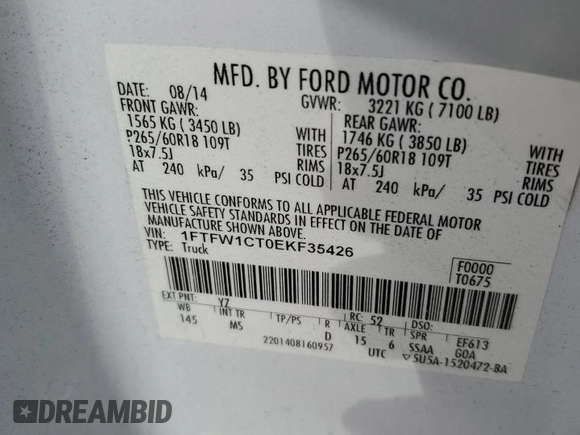 MFD. BY FORD MOTOR CO.
DATE: 08/14 GVWR: 3221 KG ( 7100 LB)
FRONT GAWR: REAR GAWR:
1565 KG ( 3450 LB) WITH 1746 KG ( 3850 LB) WITH
P265/60R18 109T TIRES P265/60R18 109T TIRES
18x7.5J RIMS 18x7.5J RIMS
AT 240 kPa/ 35 PSI COLD AT 240 kPa/ 35 PSI COLD
THIS VEHICLE CONFORMS TO ALL APPLICABLE FEDERAL MOTOR
VEHICLE SAFETY STANDARDS IN EFFECT ON THE DATE OF
MANUFACTURE SHOWN ABOVE.
VIN: 1FTFW1CT0EKF35426
TYPE: Truck
F0000
T0675
EXT PNT: YZ RC: 52 DSO:
WB INT TR TP/PS R AXLE TR SPR EF613
145 MS D 15 6 SSAA GOA
2201408160957 UTC ▽5U5A-1520472-BA
DREAMBID